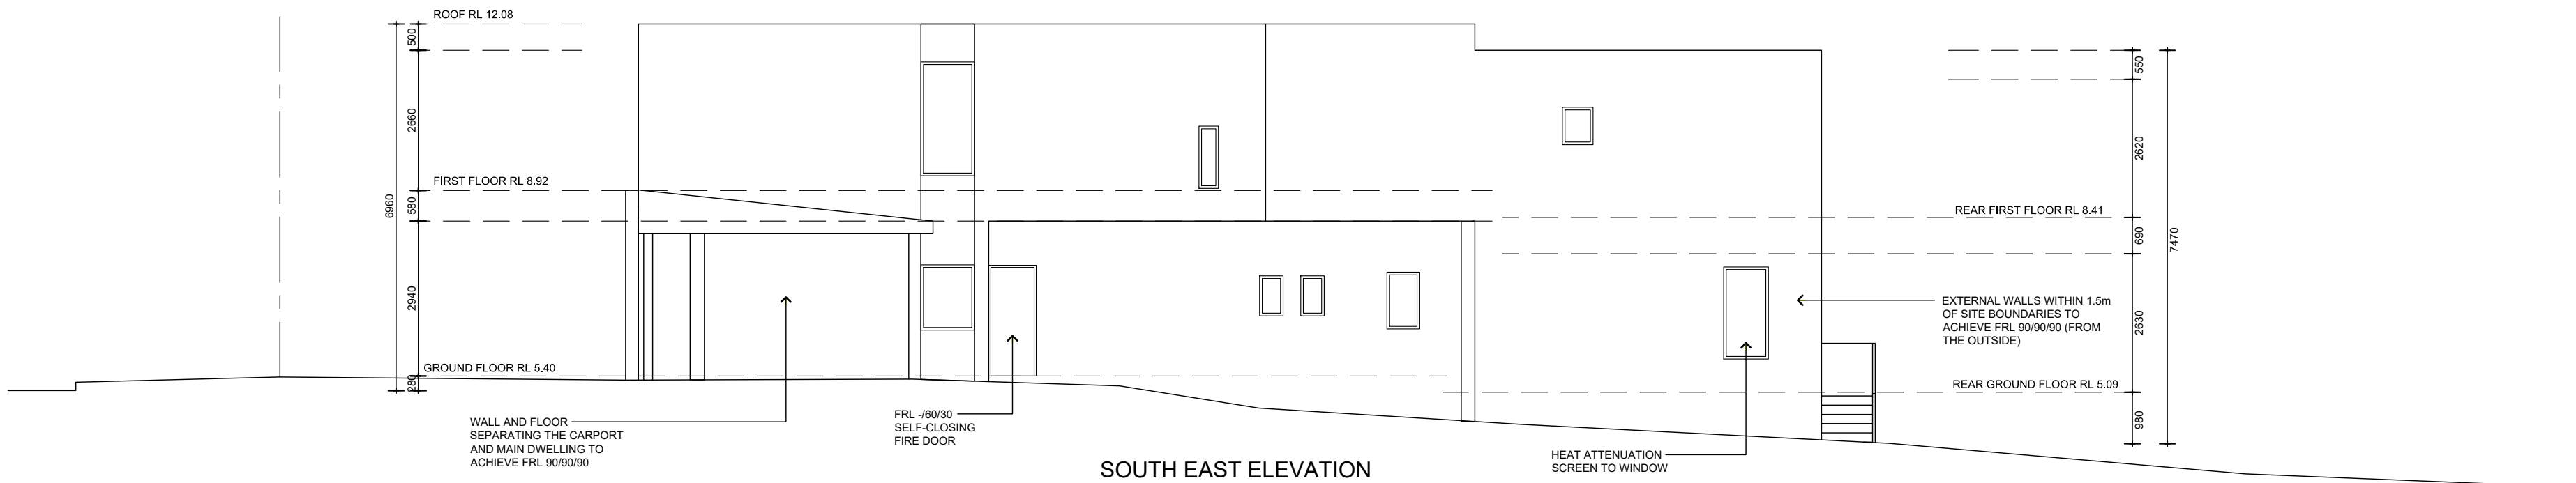 ROOF RL 12.08
500
2660
FIRST FLOOR RL 8.92
580
6960
2940
GROUND FLOOR RL 5.40
280
WALL AND FLOOR
SEPARATING THE CARPORT
AND MAIN DWELLING TO
ACHIEVE FRL 90/90/90
FRL -/60/30
SELF-CLOSING
FIRE DOOR
SOUTH EAST ELEVATION
HEAT ATTENUATION
SCREEN TO WINDOW
550
2620
REAR FIRST FLOOR RL 8.41
690
7470
EXTERNAL WALLS WITHIN 1.5m
OF SITE BOUNDARIES TO
ACHIEVE FRL 90/90/90 (FROM
THE OUTSIDE)
2630
REAR GROUND FLOOR RL 5.09
980